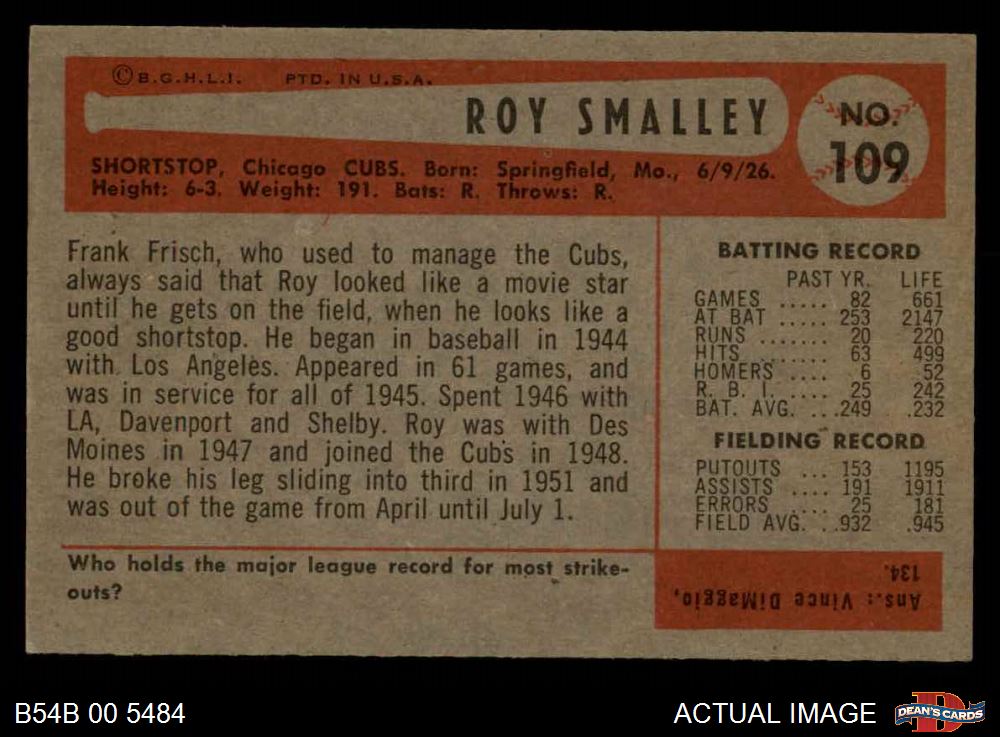 ©B.G.H.L.I. PTD. IN U.S.A.
ROY SMALLEY
NO.
109
SHORTSTOP, Chicago CUBS. Born: Springfield, Mo., 6/9/26.
Height: 6-3. Weight: 191. Bats: R. Throws: R.
Frank Frisch, who used to manage the Cubs,
always said that Roy looked like a movie star
until he gets on the field, when he looks like a
good shortstop. He began in baseball in 1944
with Los Angeles. Appeared in 61 games, and
was in service for all of 1945. Spent 1946 with
LA, Davenport and Shelby. Roy was with Des
Moines in 1947 and joined the Cubs in 1948.
He broke his leg sliding into third in 1951 and
was out of the game from April until July 1.
BATTING RECORD
PAST YR. LIFE
GAMES ..... 82 661
AT BAT ..... 253 2147
RUNS ....... 20 220
HITS ....... 63 499
HOMERS .... 6 52
R. B. I. .... 25 242
BAT. AVG. ...249 .232
FIELDING RECORD
PUTOUTS ... 153 1195
ASSISTS .... 191 1911
ERRORS .... 25 181
FIELD AVG. ..932 .945
Who holds the major league record for most strike-
outs?
Ans.: Vince DiMaggio,
134.
B54B 00 5484
ACTUAL IMAGE
DEAN'S CARDS